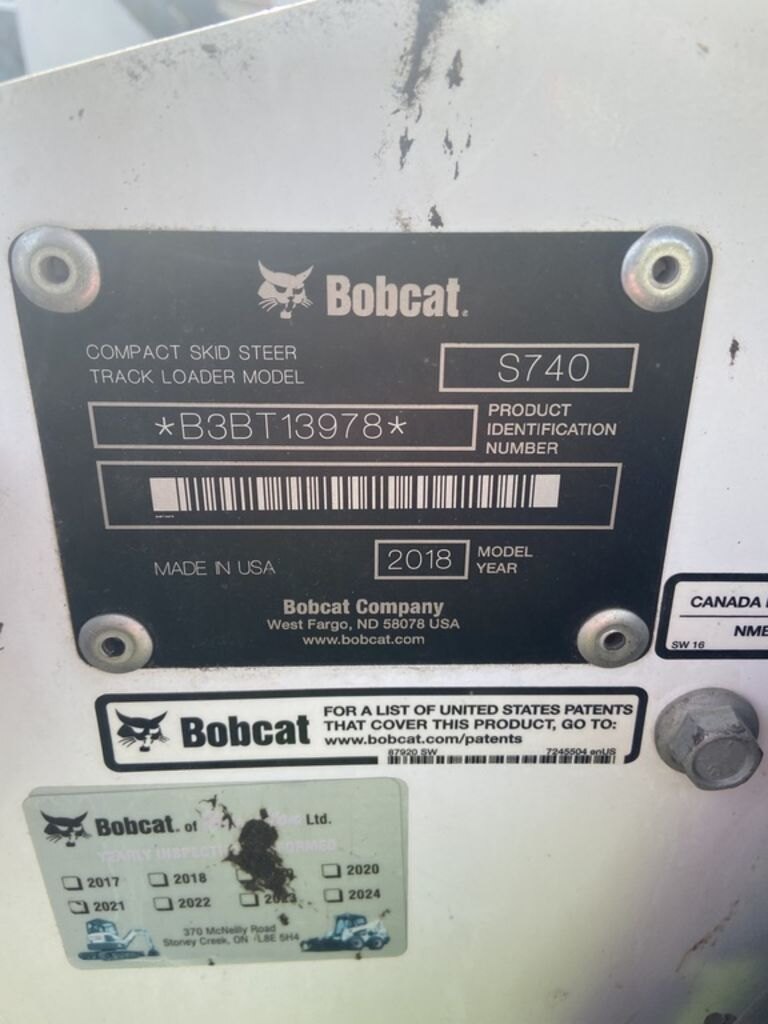 Bobcat.
COMPACT SKID STEER
TRACK LOADER MODEL
S740
*B3BT13978*
PRODUCT
IDENTIFICATION
NUMBER
MADE IN USA
2018
MODEL
YEAR
Bobcat Company
West Fargo, ND 58078 USA
www.bobcat.com
CANADA
SW 16
Bobcat
FOR A LIST OF UNITED STATES PATENTS
THAT COVER THIS PRODUCT, GO TO:
www.bobcat.com/patents
87920 SW
7245504 enUS
Bobcat. of Ltd.
YEARLY
2017 2018 2020
2021 2022 2023 2024
370 McNeilly Road
Stoney Creek, ON L8E 5H4